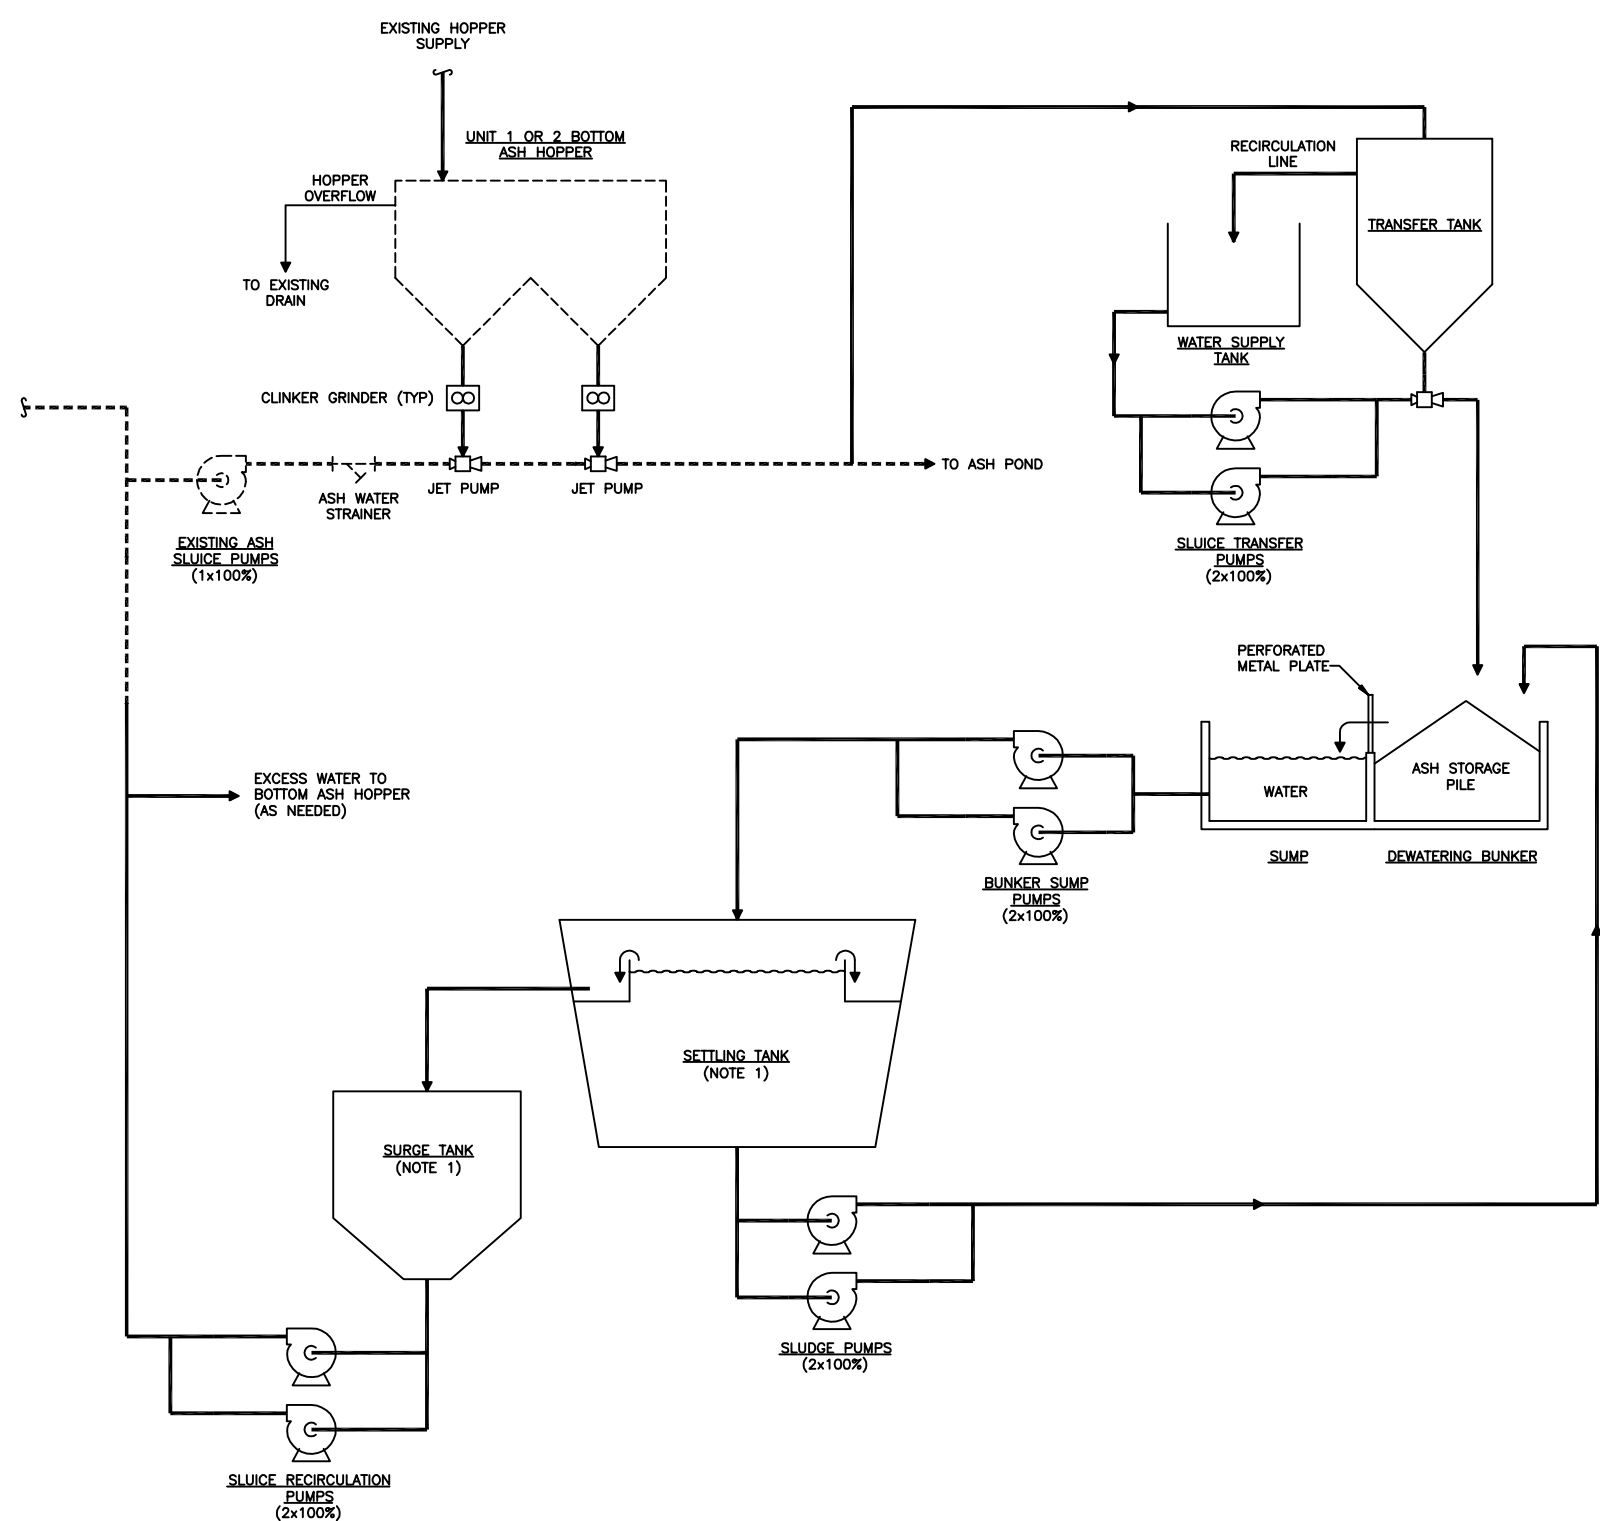 EXISTING HOPPER
SUPPLY
UNIT 1 OR 2 BOTTOM
ASH HOPPER
HOPPER
OVERFLOW
TO EXISTING
DRAIN
RECIRCULATION
LINE
TRANSFER TANK
WATER SUPPLY
TANK
CLINKER GRINDER (TYP)
TO ASH POND
JET PUMP
JET PUMP
ASH WATER
STRAINER
EXISTING ASH
SLUICE PUMPS
(1x100%)
SLUICE TRANSFER
PUMPS
(2x100%)
PERFORATED
METAL PLATE
ASH STORAGE
PILE
WATER
EXCESS WATER TO
BOTTOM ASH HOPPER
(AS NEEDED)
SUMP
DEWATERING BUNKER
BUNKER SUMP
PUMPS
(2x100%)
SETTLING TANK
(NOTE 1)
SURGE TANK
(NOTE 1)
SLUDGE PUMPS
(2x100%)
SLUICE RECIRCULATION
PUMPS
(2x100%)